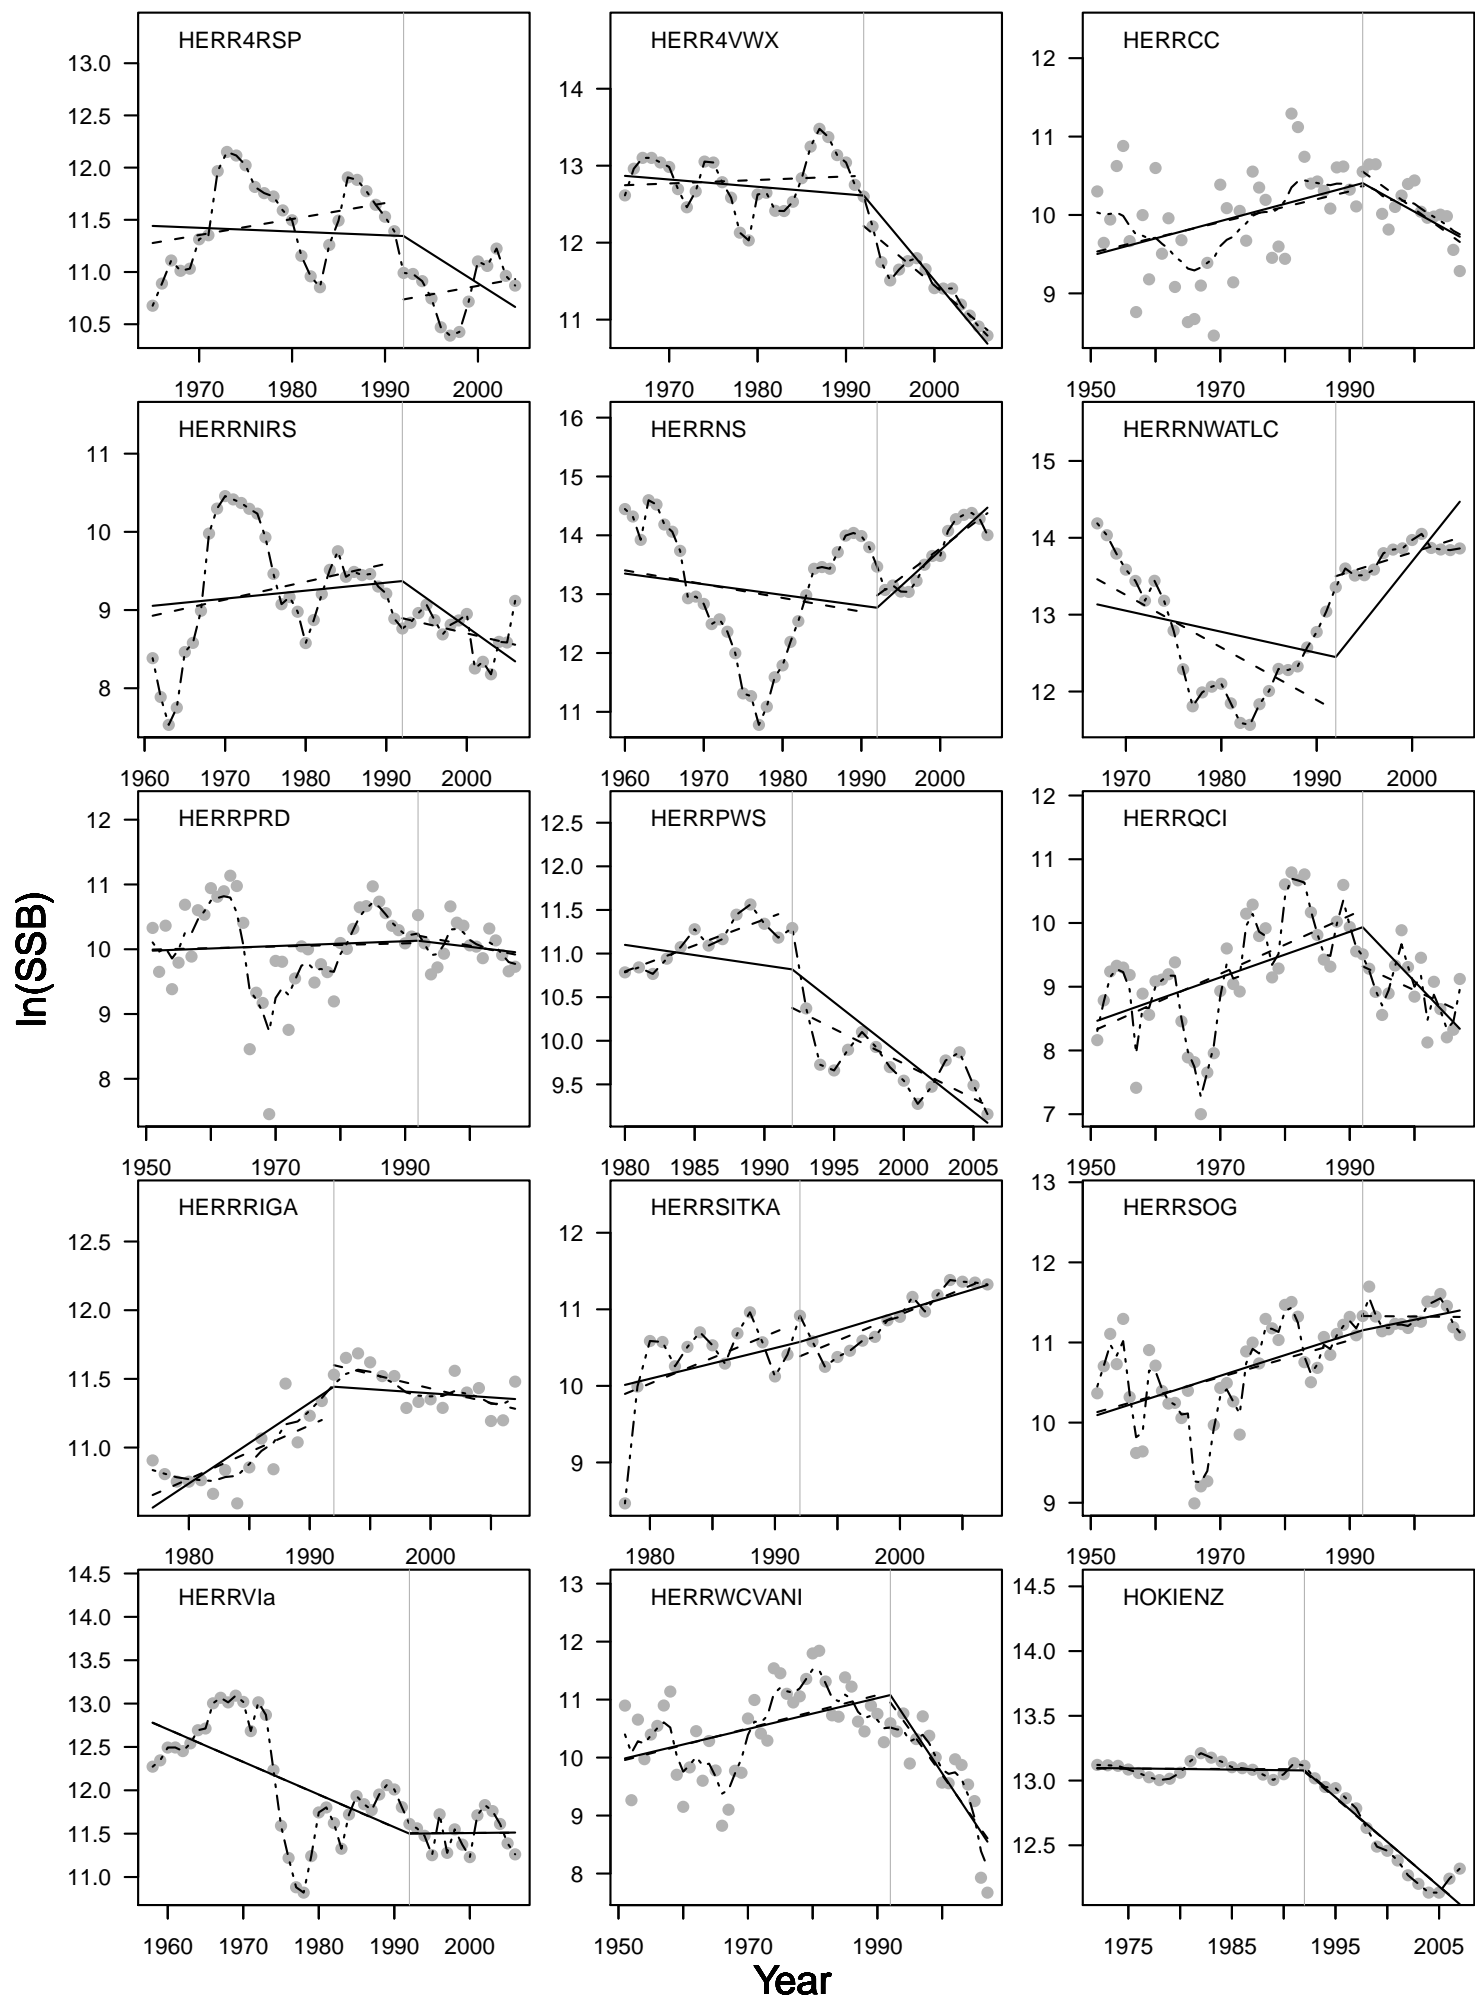 HERR4RSP
13.0
12.5
12.0
11.5
11.0
10.5
1970 1980 1990 2000
HERR4VWX
14
13
12
11
1970 1980 1990 2000
HERRCC
12
11
10
9
1950 1970 1990
HERRNIRS
11
10
9
8
1960 1970 1980 1990 2000
HERRNS
16
15
14
13
12
11
1960 1970 1980 1990 2000
HERRNWATLC
15
14
13
12
1970 1980 1990 2000
HERRPRD
12
11
10
9
8
1950 1970 1990
HERRPWS
12.5
12.0
11.5
11.0
10.5
10.0
9.5
1980 1985 1990 1995 2000 2005
HERRQCI
12
11
10
9
8
7
1950 1970 1990
ln(SSB)
HERRRIGA
12.5
12.0
11.5
11.0
1980 1990 2000
HERRSITKA
12
11
10
9
1980 1990 2000
HERRSOG
13
12
11
10
9
1950 1970 1990
HERRVIa
14.5
14.0
13.5
13.0
12.5
12.0
11.5
11.0
1960 1970 1980 1990 2000
HERRWCVANI
13
12
11
10
9
8
1950 1970 1990
HOKIENZ
14.5
14.0
13.5
13.0
12.5
1975 1985 1995 2005
Year